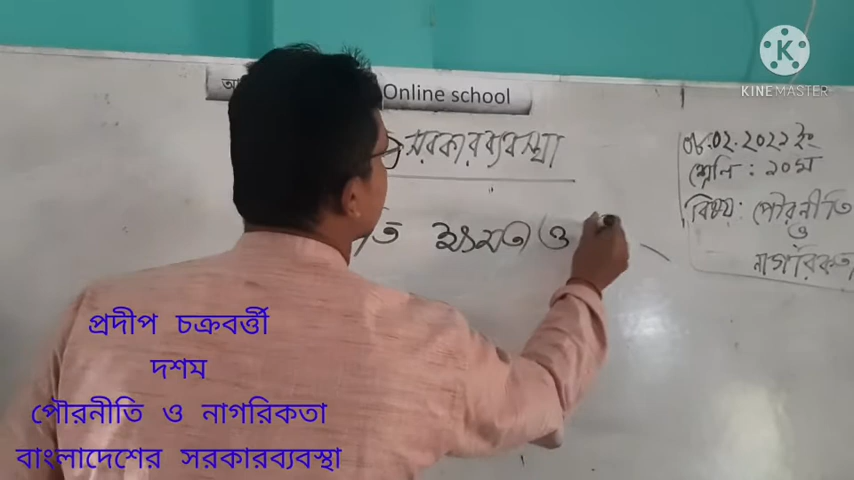 আ Online school
KINEMASTER
সরকারব্যবস্থা
০৮.০২.২০২২ ইং
শ্রেণি : ১০ম
বিষয়: পৌরনীতি
ও
নাগরিকতা
তি ক্ষমতা ও
প্রদীপ চক্রবর্ত্তী
দশম
পৌরনীতি ও নাগরিকতা
বাংলাদেশের সরকারব্যবস্থা